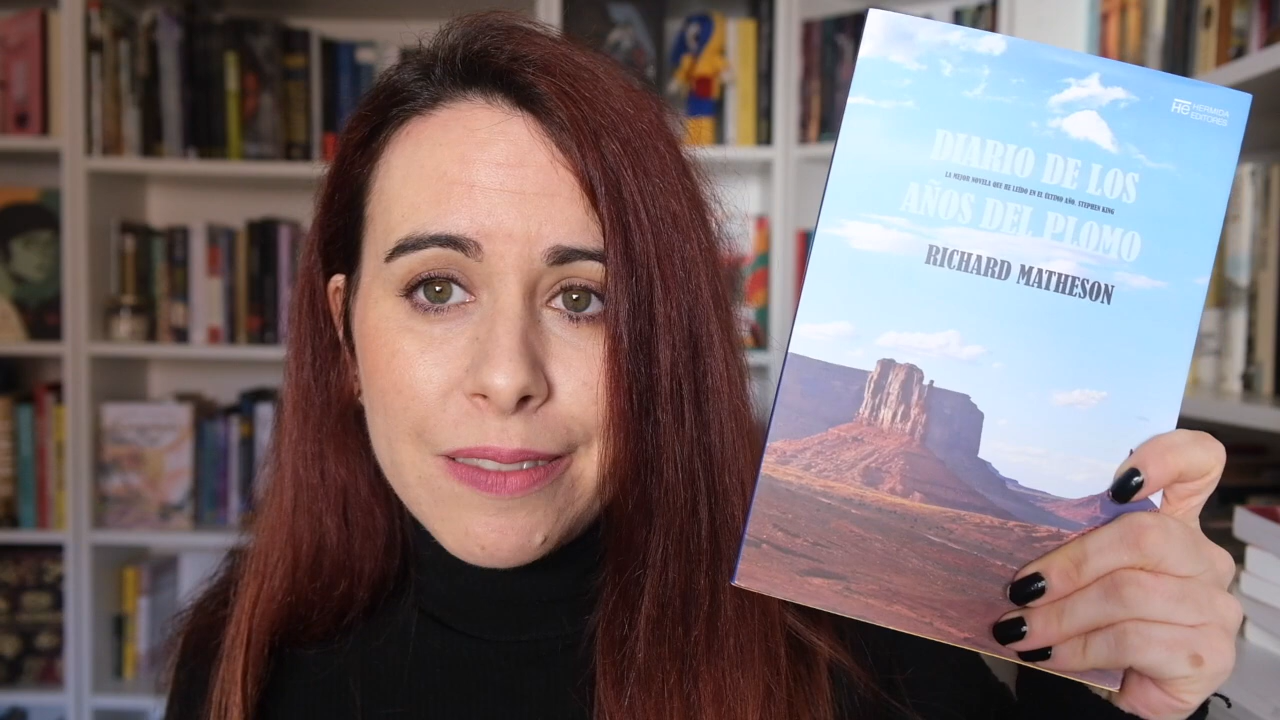 HERMIDA
EDITORES
DIARIO DE LOS
LA MEJOR NOVELA QUE HE LEIDO EN EL ÚLTIMO AÑO. STEPHEN KING
AÑOS DEL PLOMO
RICHARD MATHESON